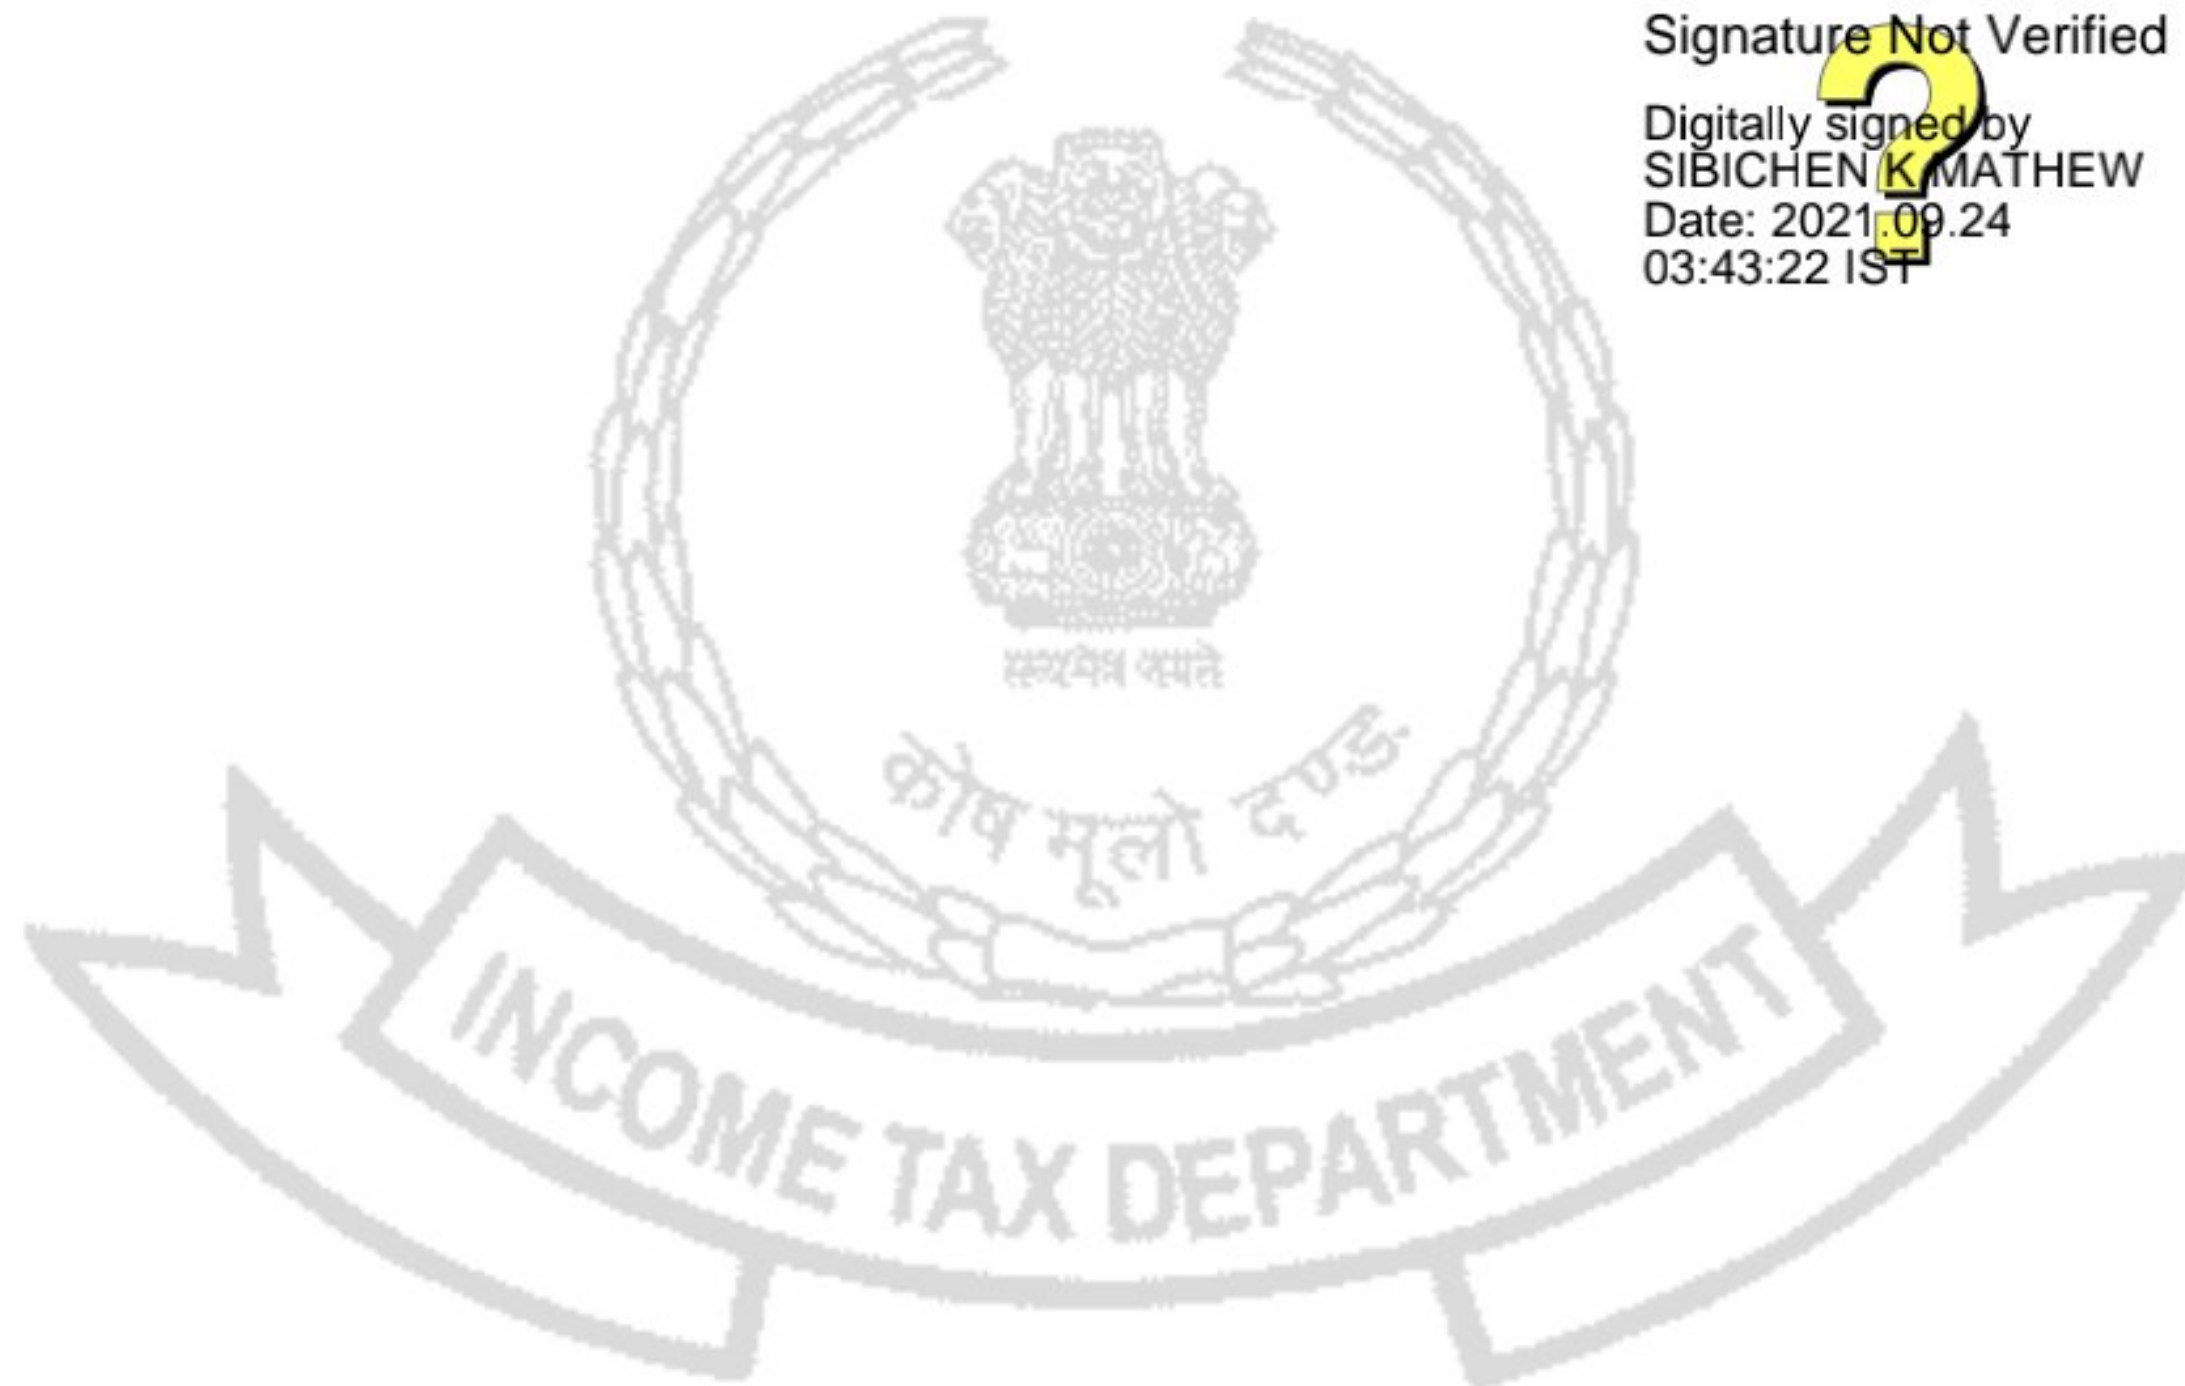 Signature Not Verified
Digitally signed by
SIBICHEN K MATHEW
Date: 2021.09.24
03:43:22 IST
सत्यमेव जयते
कोष मूलो दण्ड
INCOME TAX DEPARTMENT